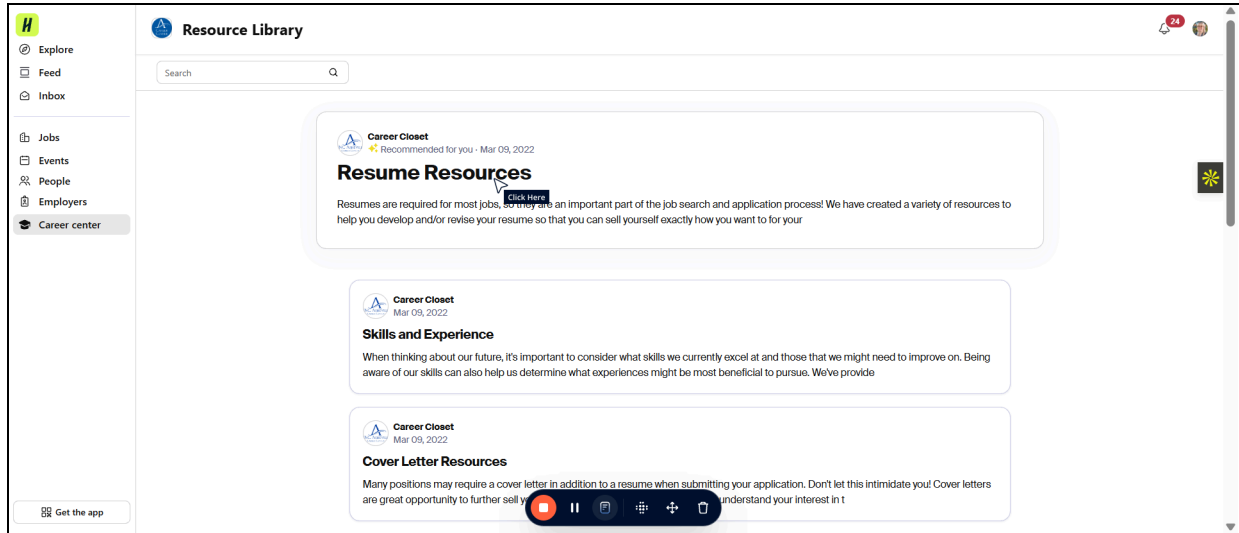 H
Resource Library
24
Explore
Feed
Inbox
Search
Jobs
Events
People
Employers
Career center
Career Closet
Recommended for you · Mar 09, 2022
Resume Resources
Click Here
Resumes are required for most jobs, so they are an important part of the job search and application process! We have created a variety of resources to
help you develop and/or revise your resume so that you can sell yourself exactly how you want to for your
Career Closet
Mar 09, 2022
Skills and Experience
When thinking about our future, it's important to consider what skills we currently excel at and those that we might need to improve on. Being
aware of our skills can also help us determine what experiences might be most beneficial to pursue. We've provide
Career Closet
Mar 09, 2022
Cover Letter Resources
Many positions may require a cover letter in addition to a resume when submitting your application. Don't let this intimidate you! Cover letters
are great opportunity to further sell understand your interest in t
Get the app